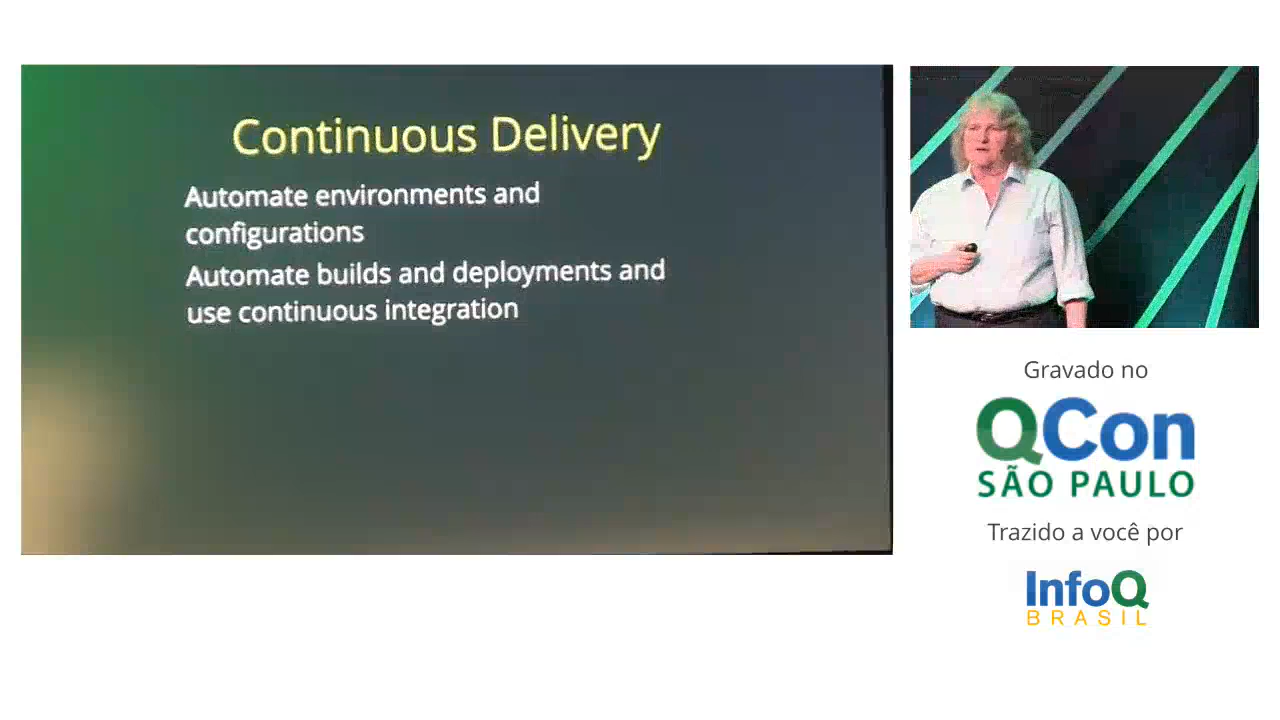 Continuous Delivery
Automate environments and
configurations
Automate builds and deployments and
use continuous integration
Gravado no
QCon
SÃO PAULO
Trazido a você por
InfoQ
BRASIL